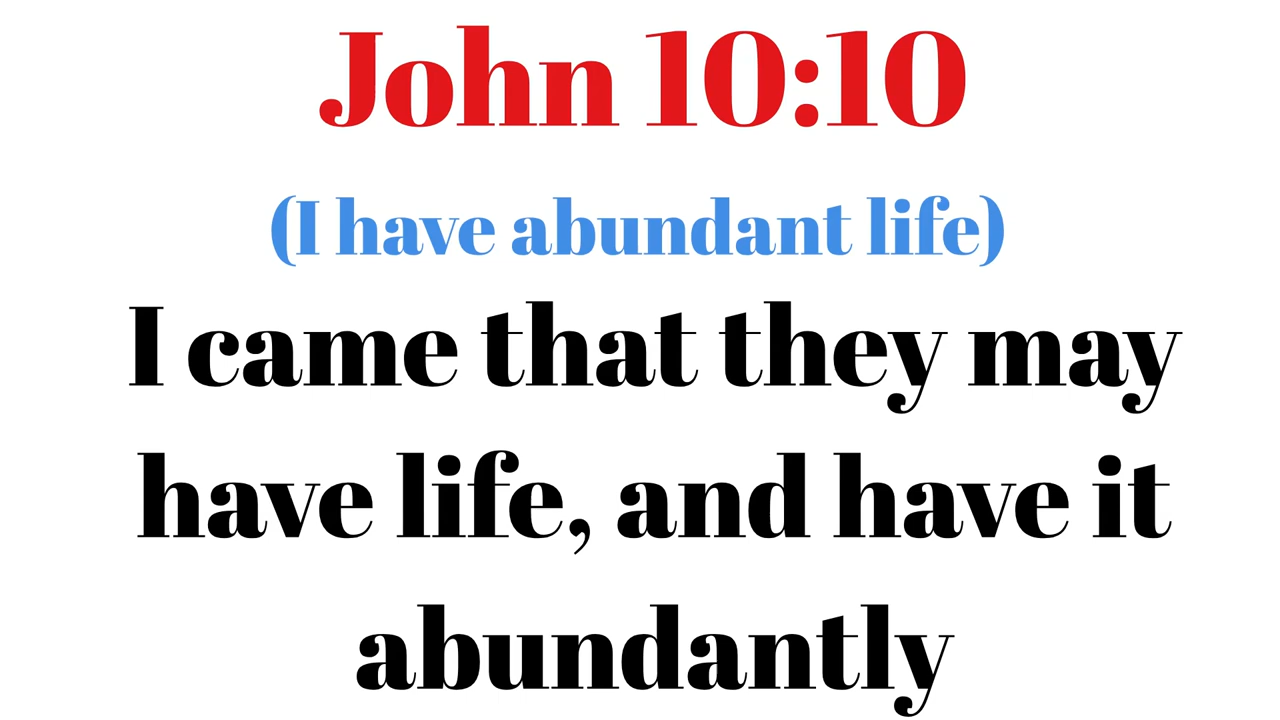 John 10:10
(I have abundant life)
I came that they may
have life, and have it
abundantly